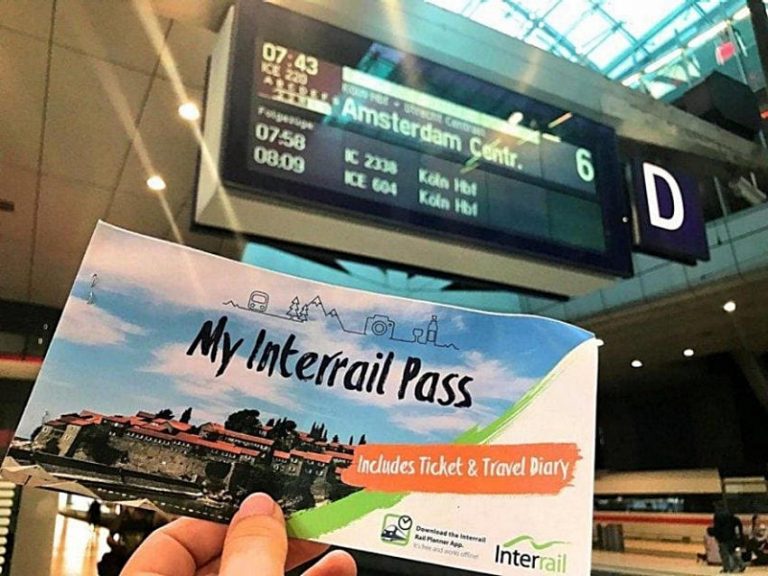 07:43
ICE 220
Köln Hbf - Utrecht Centraal
Amsterdam Centr.
6
Folgezüge
07:58 IC 2338 Köln Hbf
08:09 ICE 604 Köln Hbf
D
My Interrail Pass
Includes Ticket & Travel Diary
Download the Interrail
Rail Planner App.
It's free and works offline!
Interrail